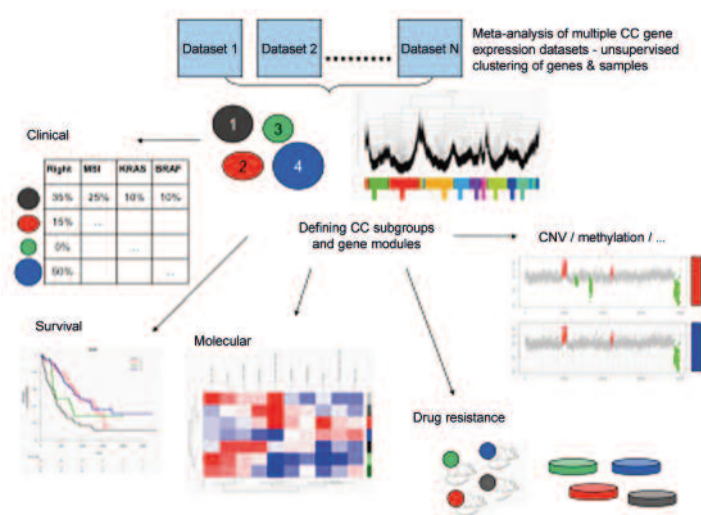 Dataset 1
Dataset 2
Dataset N
Meta-analysis of multiple CC gene
expression datasets - unsupervised
clustering of genes & samples
1
3
2
4
Clinical
Right MSI KRAS BRAF
35% 25% 10% 10%
15% ..
0% ..
50% ..
Defining CC subgroups
and gene modules
CNV / methylation / ...
Survival
Molecular
Drug resistance